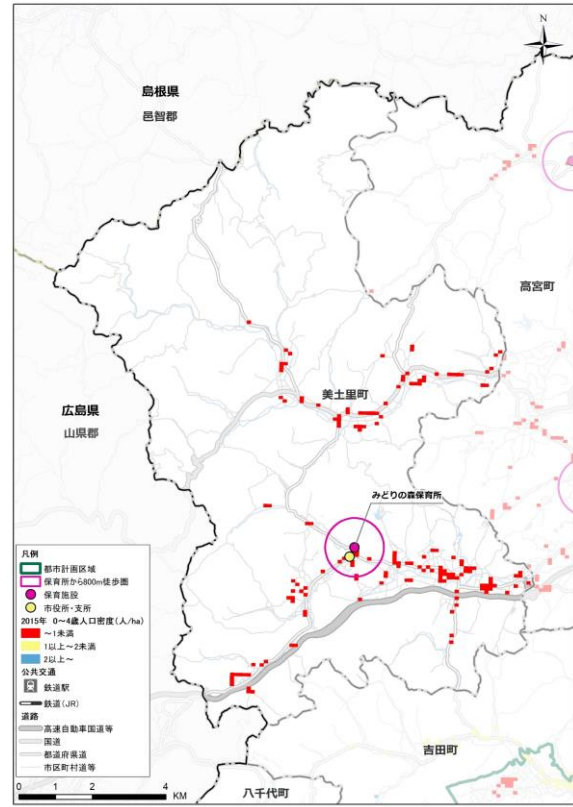 N
島根県
邑智郡
高宮町
美土里町
広島県
山県郡
みどりの森保育所
凡例
都市計画区域
保育所から800m徒歩圏
保育施設
市役所・支所
2015年 0～4歳人口密度(人/ha)
～1未満
1以上～2未満
2以上～
公共交通
鉄道駅
鉄道(JR)
道路
高速自動車国道等
国道
都道府県道
市区町村道等
0 1 2 3 4
KM
吉田町
八千代町